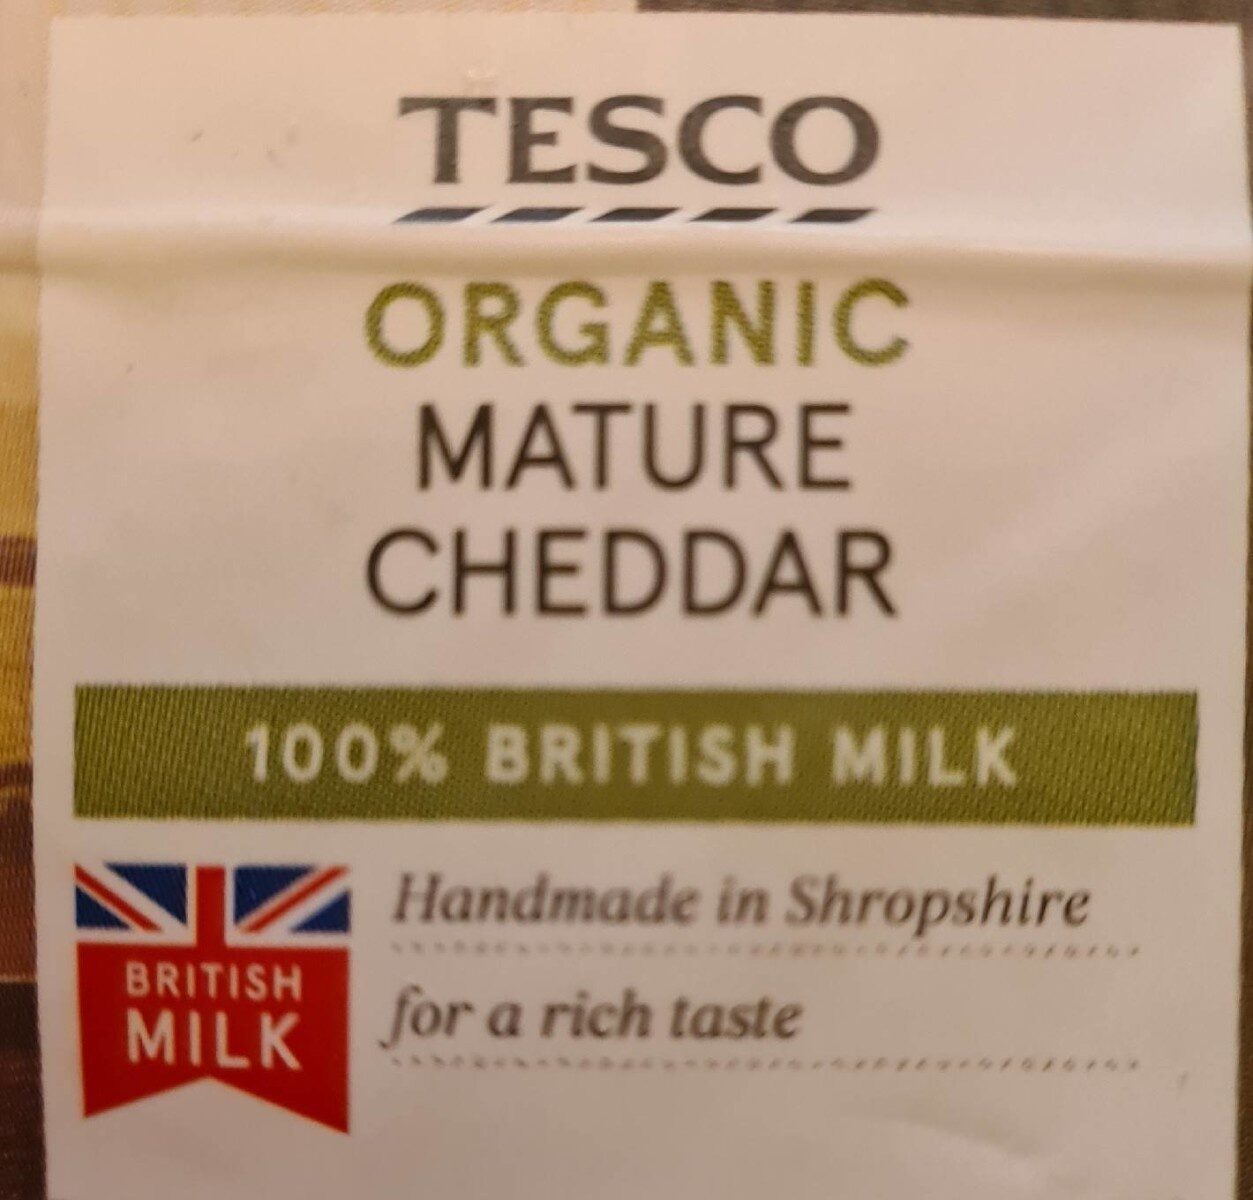 TESCO
ORGANIC
MATURE
CHEDDAR
100% BRITISH MILK
BRITISH
MILK
Handmade in Shropshire
for a rich taste